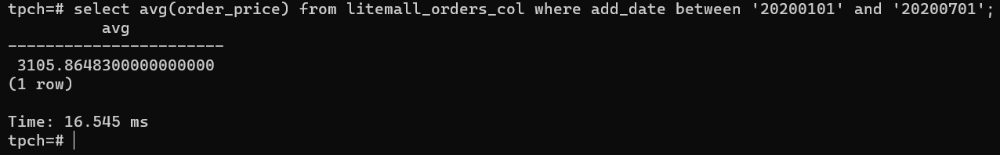 tpch=# select avg(order_price) from litemall_orders_col where add_date between '20200101' and '20200701';
avg
-----------------------
3105.8648300000000000
(1 row)
Time: 16.545 ms
tpch=#